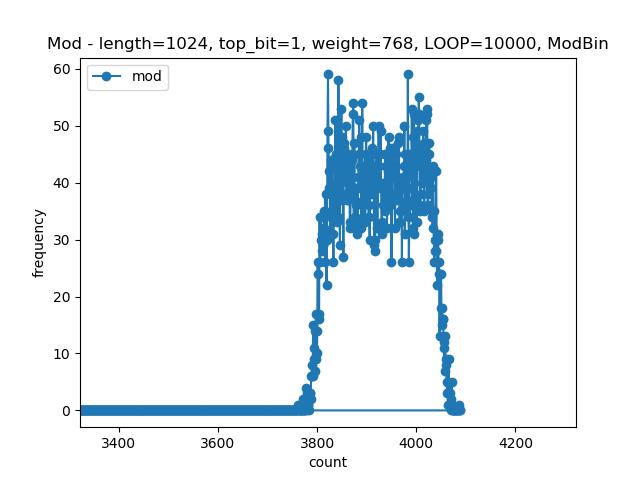 Mod - length=1024, top_bit=1, weight=768, LOOP=10000, ModBin
mod
60
50
40
30
20
10
0
frequency
3400 3600 3800 4000 4200
count